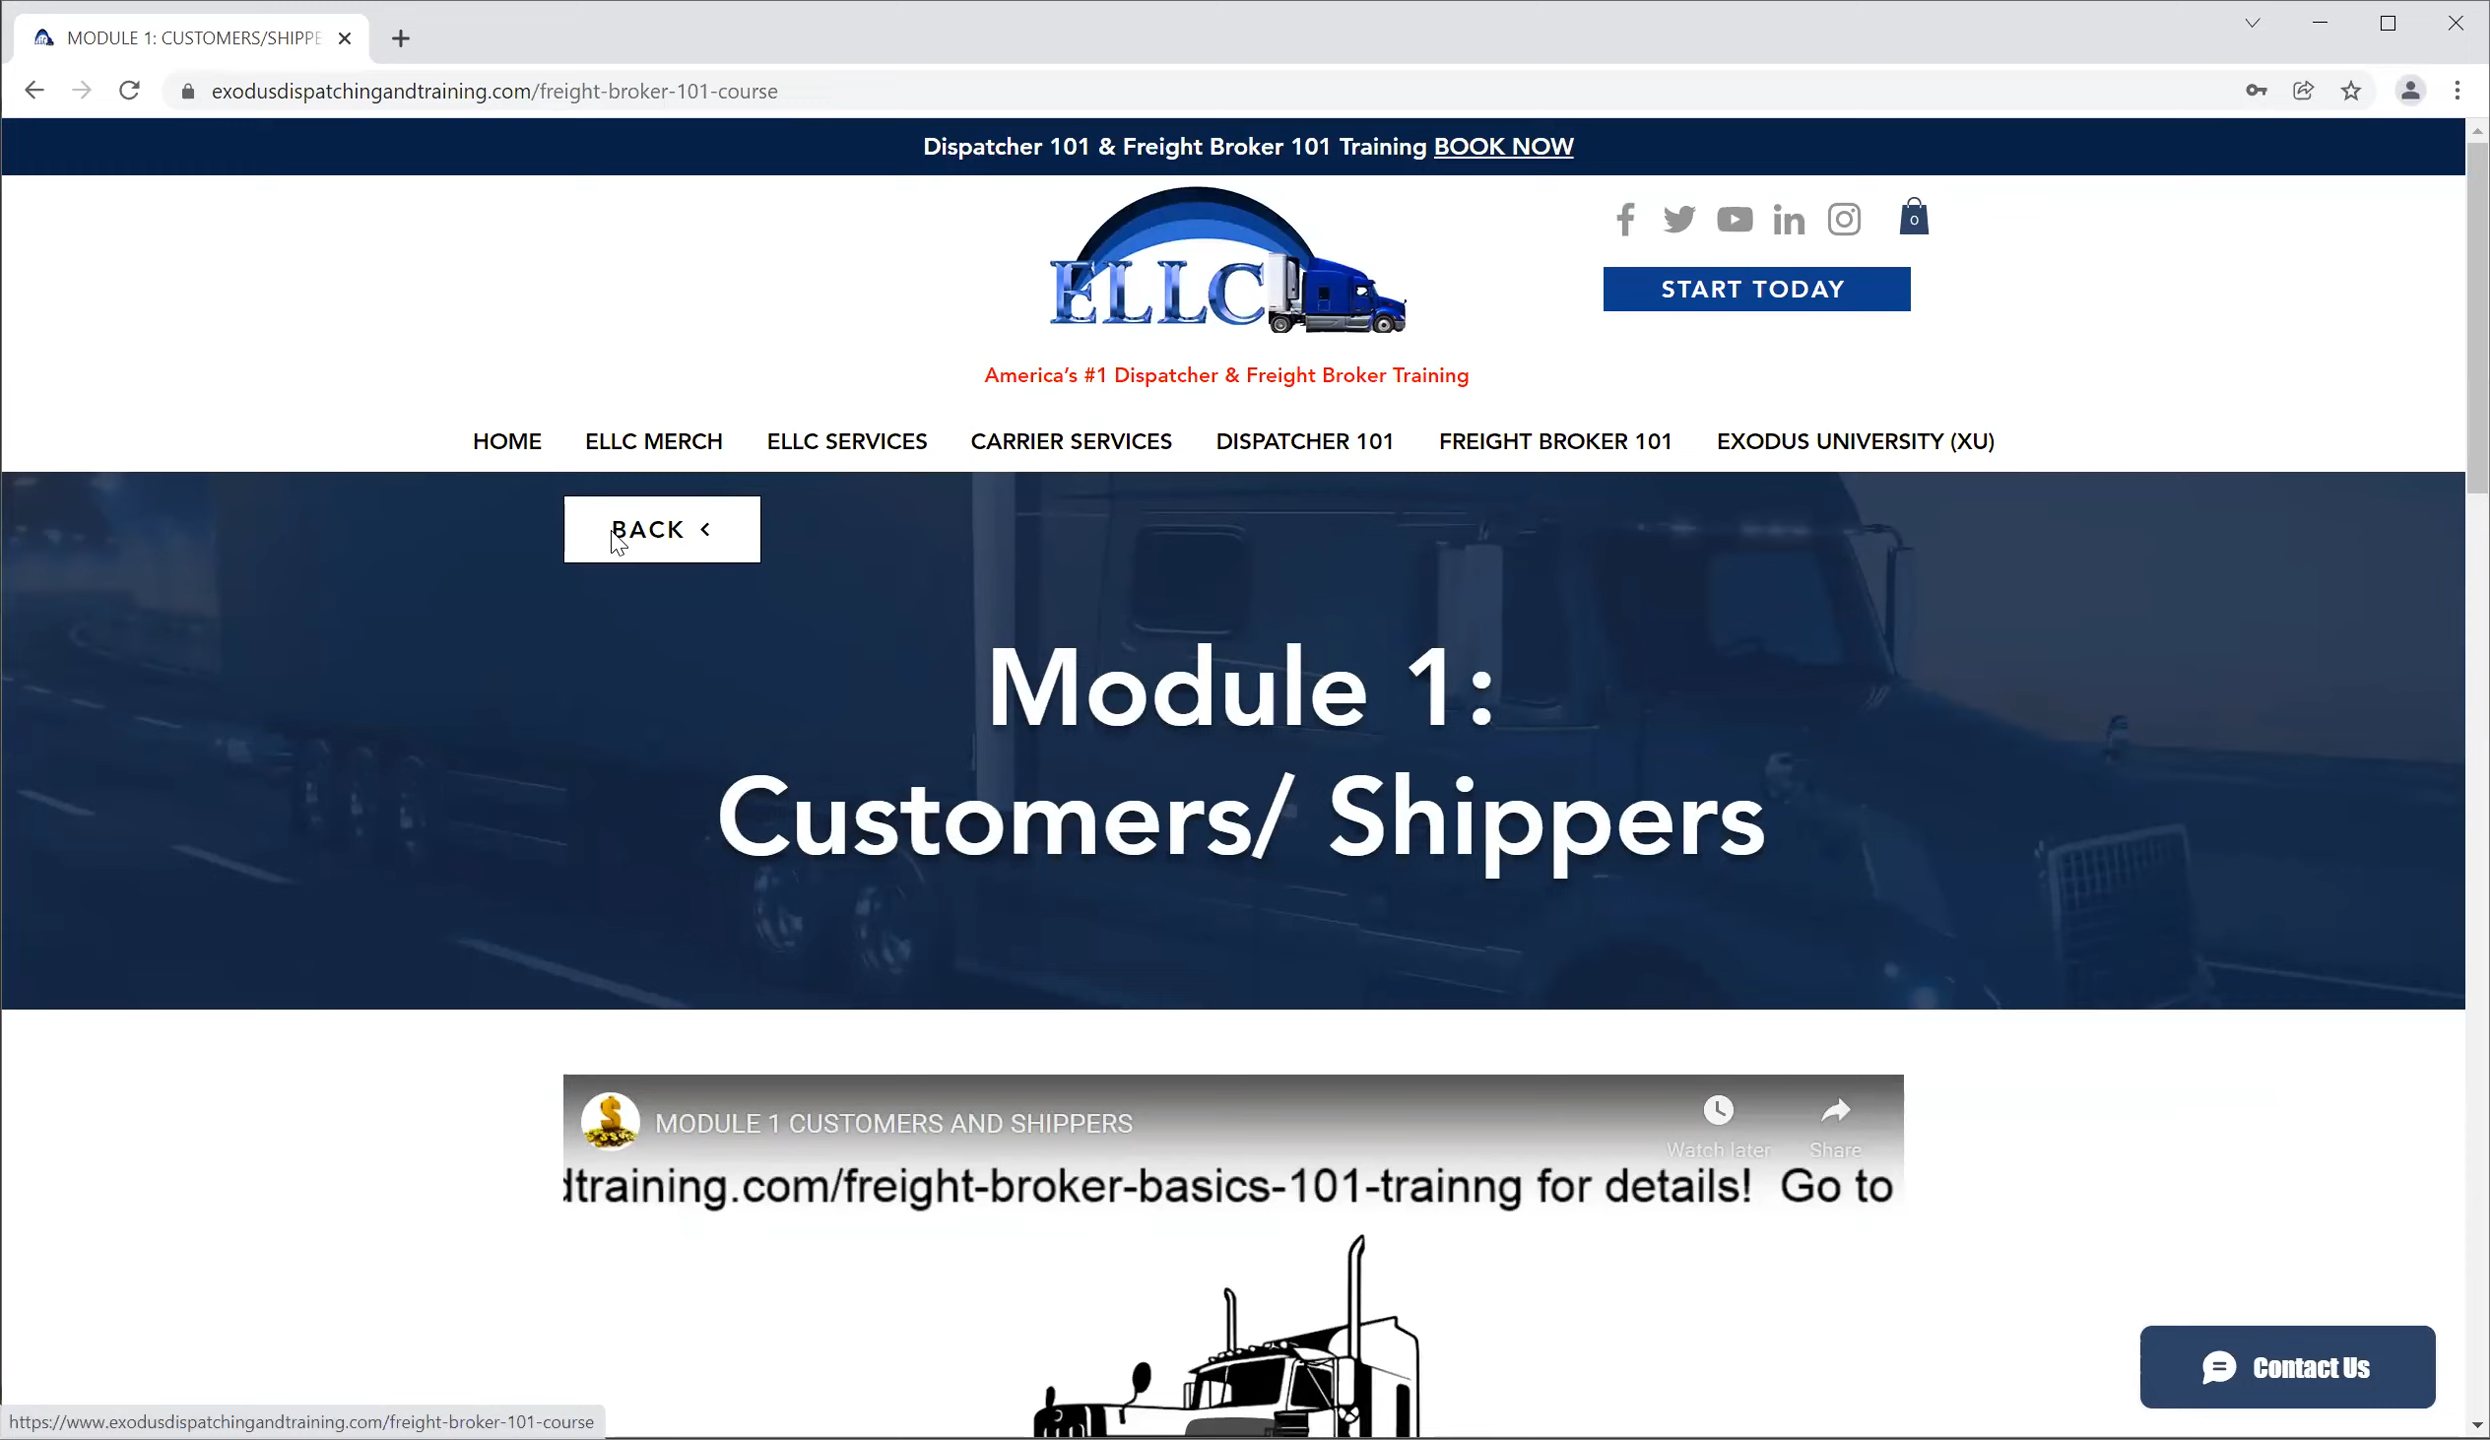 MODULE 1: CUSTOMERS/SHIPPE
exodusdispatchingandtraining.com/freight-broker-101-course
Dispatcher 101 & Freight Broker 101 Training BOOK NOW
ELLC
0
START TODAY
America's #1 Dispatcher & Freight Broker Training
HOME
ELLC MERCH
ELLC SERVICES
CARRIER SERVICES
DISPATCHER 101
FREIGHT BROKER 101
EXODUS UNIVERSITY (XU)
BACK <
Module 1:
Customers/ Shippers
MODULE 1 CUSTOMERS AND SHIPPERS
Watch later
Share
dtraining.com/freight-broker-basics-101-trainng for details!  Go to
Contact Us
https://www.exodusdispatchingandtraining.com/freight-broker-101-course